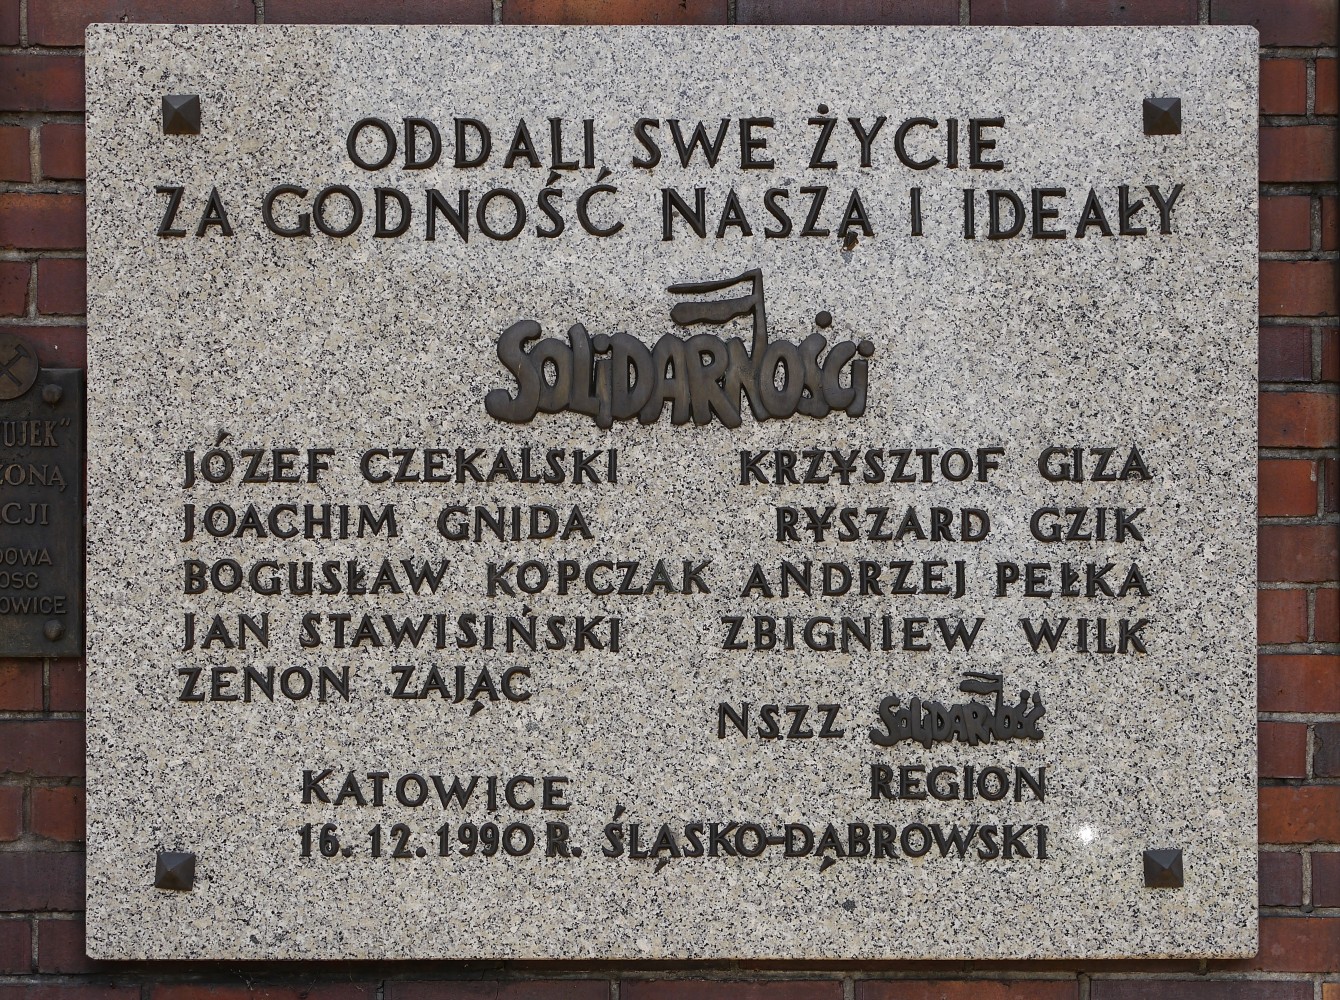 ODDALI SWE ŻYCIE
ZA GODNOŚĆ NASZĄ I IDEAŁY
SOLIDARNOŚCI
JÓZEF CZEKALSKI KRZYSZTOF GIZA
JOACHIM GNIDA RYSZARD GZIK
BOGUSŁAW KOPCZAK ANDRZEJ PEŁKA
JAN STAWISIŃSKI ZBIGNIEW WILK
ZENON ZAJĄC
NSZZ SOLIDARNOŚĆ
KATOWICE REGION
16.12.1990 R. ŚLĄSKO-DĄBROWSKI
UJEK"